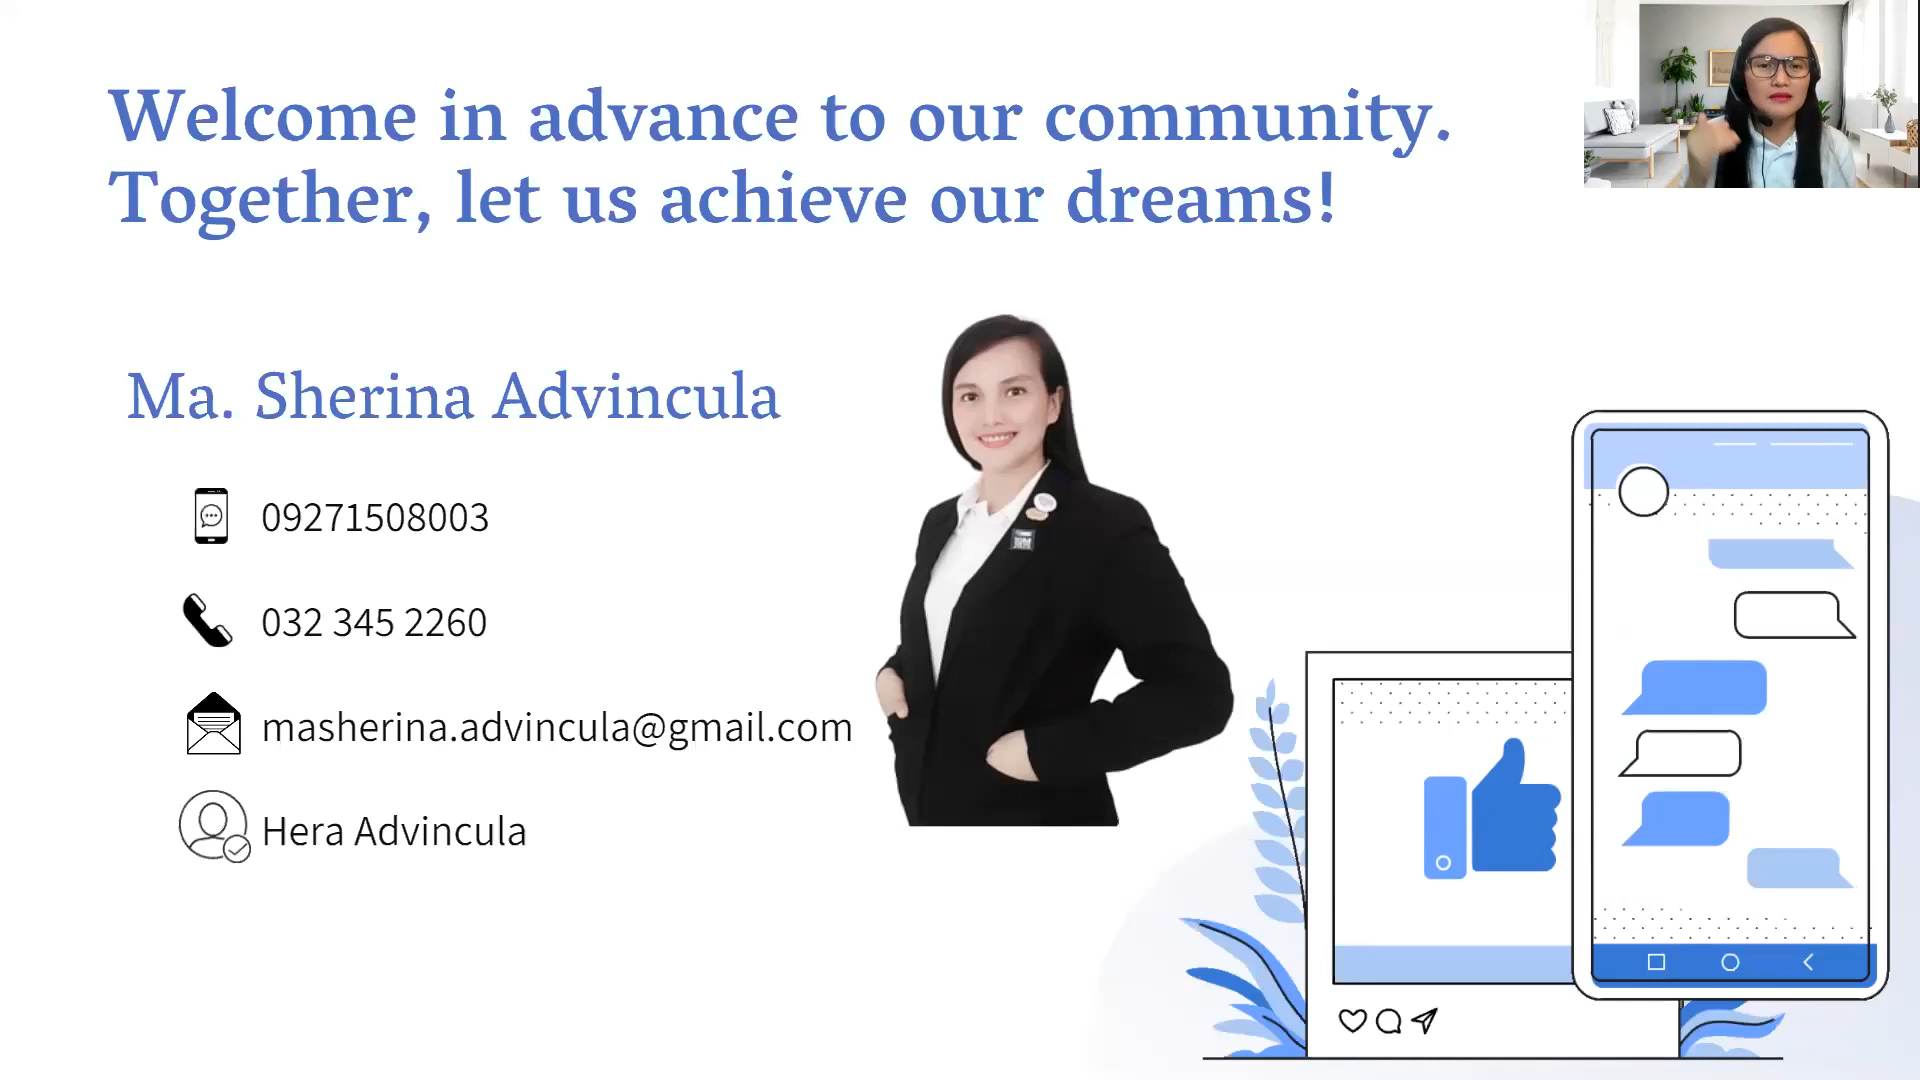 Welcome in advance to our community.
Together, let us achieve our dreams!
Ma. Sherina Advincula
09271508003
032 345 2260
masherina.advincula@gmail.com
Hera Advincula